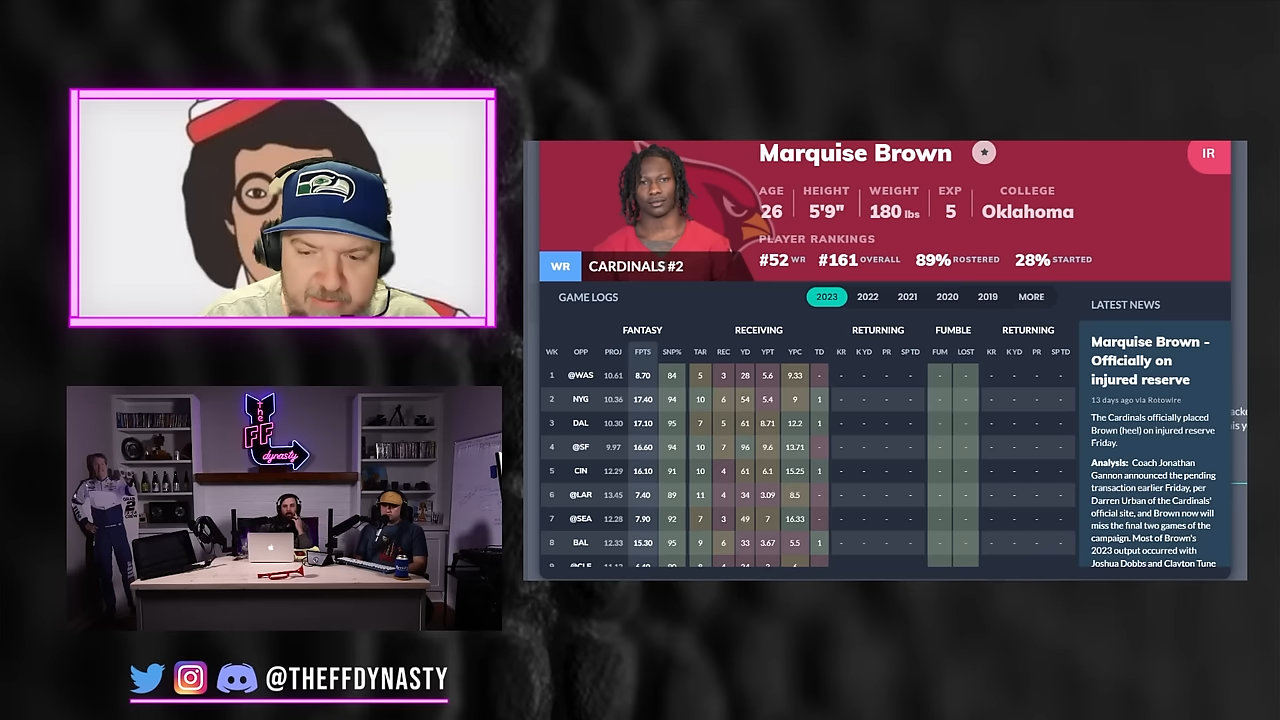 Marquise Brown
IR
AGE HEIGHT WEIGHT EXP COLLEGE
26 5'9" 180 lbs 5 Oklahoma
PLAYER RANKINGS
#52 WR #161 OVERALL 89% ROSTERED 28% STARTED
WR CARDINALS #2
GAME LOGS 2023 2022 2021 2020 2019 MORE
FANTASY RECEIVING RETURNING FUMBLE RETURNING
WK OPP PROJ FPTS SNP% TAR REC YD YPT YPC TD KR K YD PR SP TD FUM LOST KR K YD PR SP TD
1 @WAS 10.61 8.70 84 5 3 28 5.6 9.33 - - - - - - - - - - -
2 NYG 10.36 17.40 94 10 6 54 5.4 9 1 - - - - - - - - - -
3 DAL 10.30 17.10 95 7 5 61 8.71 12.2 1 - - - - - - - - - -
4 @SF 9.97 16.60 94 10 7 96 9.6 13.71 - - - - - - - - - - -
5 CIN 12.29 16.10 91 10 4 61 6.1 15.25 1 - - - - - - - - - -
6 @LAR 13.45 7.40 89 11 4 34 3.09 8.5 - - - - - - - - - - -
7 @SEA 12.28 7.90 92 7 3 49 7 16.33 - - - - - - - - - - -
8 BAL 12.33 15.30 95 9 6 33 3.67 5.5 1 - - - - - - - - - -
LATEST NEWS
Marquise Brown -
Officially on
injured reserve
13 days ago via Rotowire
The Cardinals officially placed
Brown (heel) on injured reserve
Friday.
Analysis: Coach Jonathan
Gannon announced the pending
transaction earlier Friday, per
Darren Urban of the Cardinals'
official site, and Brown now will
miss the final two games of the
campaign. Most of Brown's
2023 output occurred with
Joshua Dobbs and Clayton Tune
The
FF
dynasty
@THEFFDYNASTY